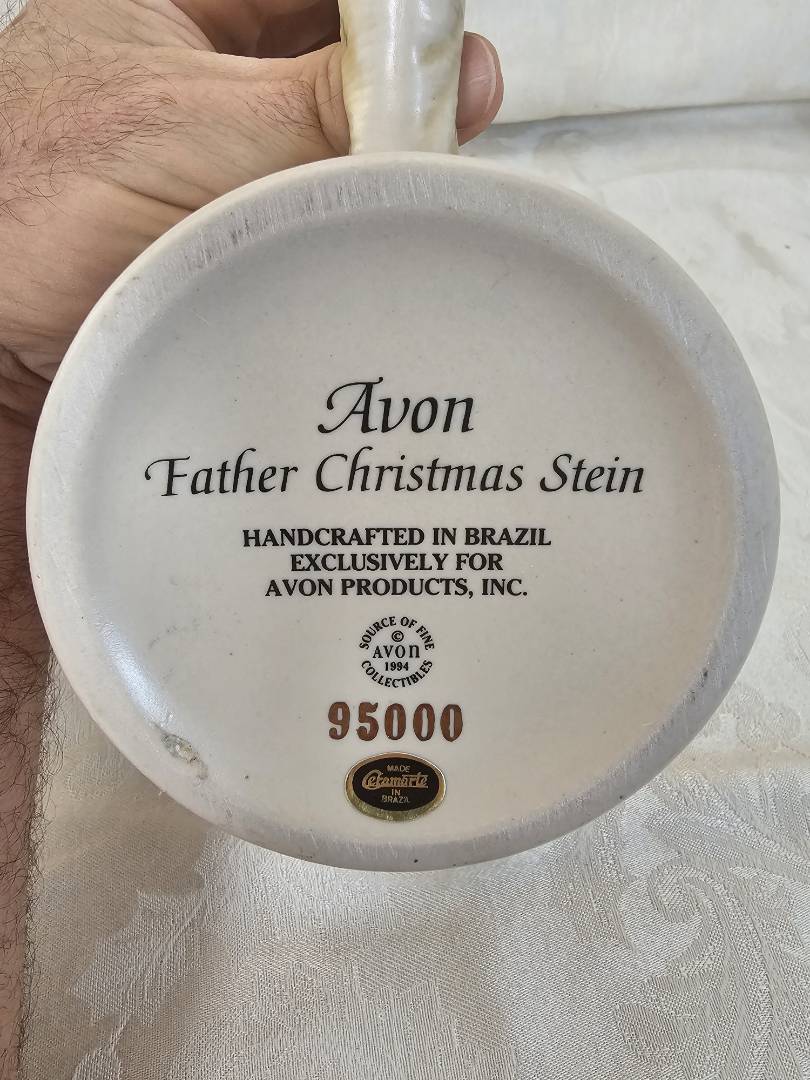 Avon
Father Christmas Stein
HANDCRAFTED IN BRAZIL
EXCLUSIVELY FOR
AVON PRODUCTS, INC.
SOURCE OF FINE
©
AVON
1994
COLLECTIBLES
95000
MADE
Ceramarte
IN
BRAZIL